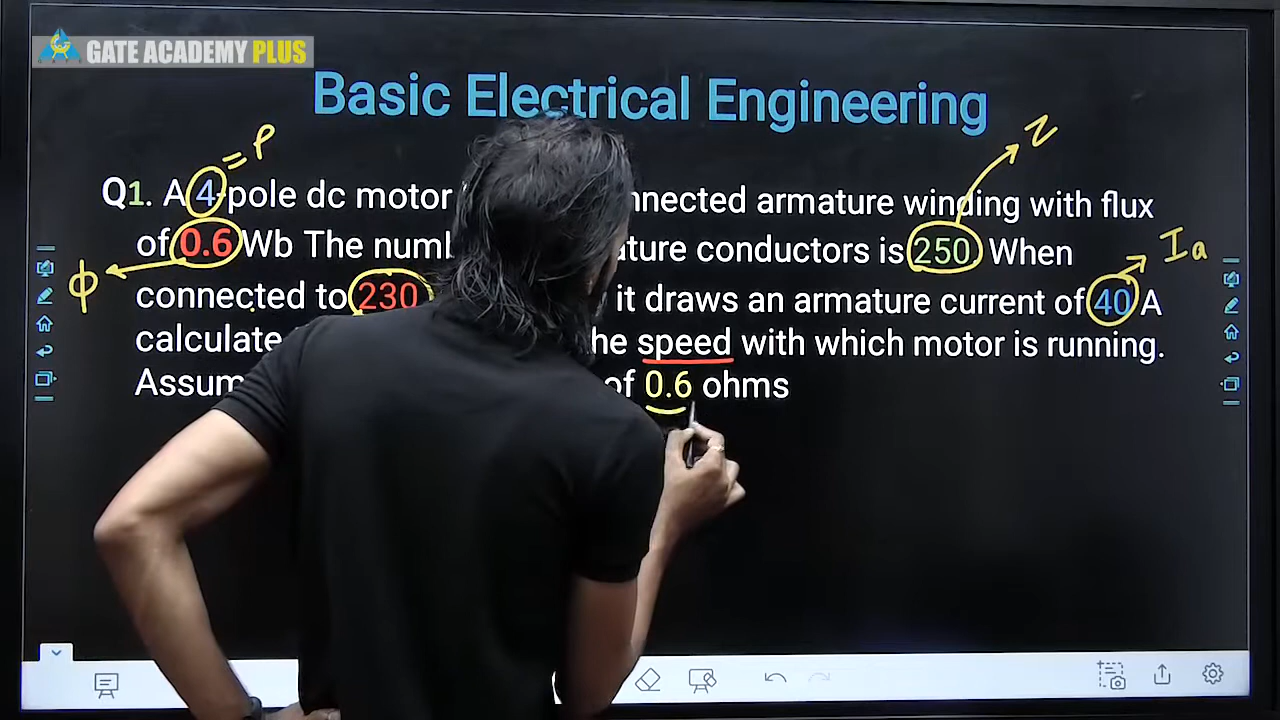 GATE ACADEMY PLUS
Basic Electrical Engineering
= P
Z
Q1. A 4-pole dc motor nnected armature winding with flux
of 0.6 Wb The numb ature conductors is 250. When
Ia
φ
connected to 230 it draws an armature current of 40 A
calculate he speed with which motor is running.
Assum of 0.6 ohms